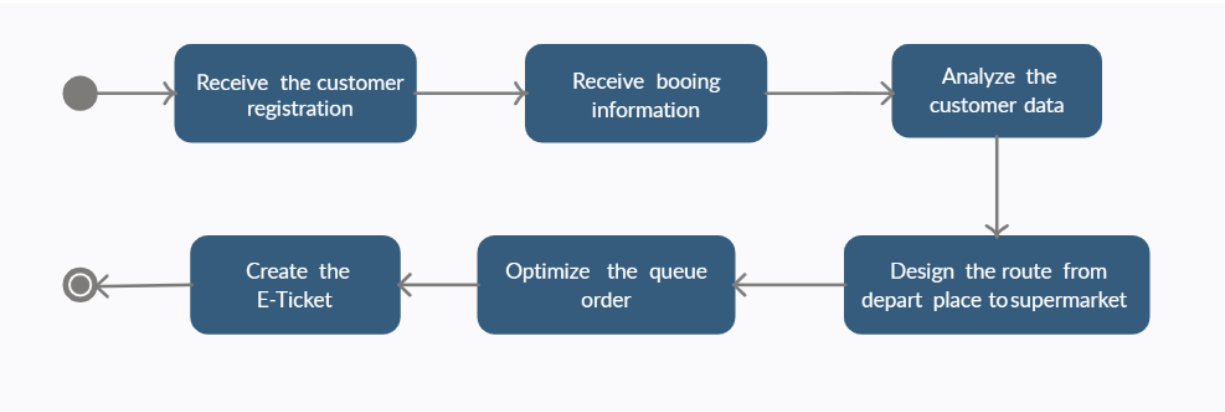 Receive the customer
registration
Receive booing
information
Analyze the
customer data
Design the route from
depart place to supermarket
Optimize the queue
order
Create the
E-Ticket